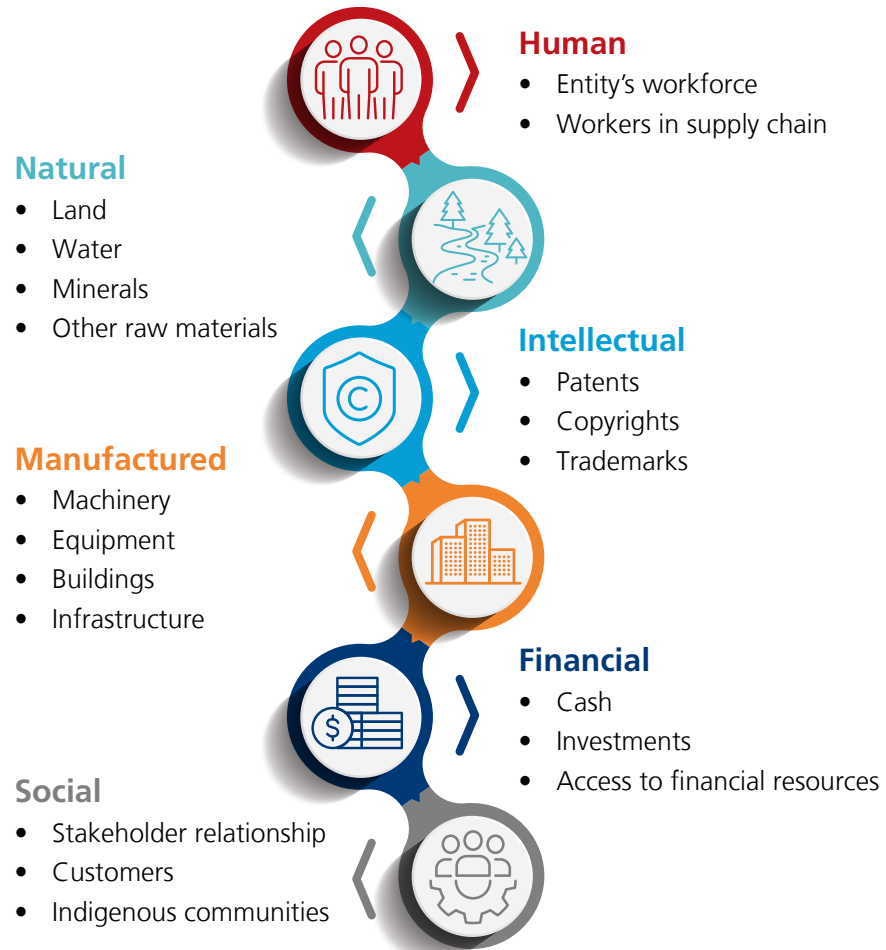 Human
• Entity's workforce
• Workers in supply chain
Natural
• Land
• Water
• Minerals
• Other raw materials
Intellectual
• Patents
• Copyrights
• Trademarks
C
Manufactured
• Machinery
• Equipment
• Buildings
• Infrastructure
Financial
• Cash
• Investments
• Access to financial resources
$
Social
• Stakeholder relationship
• Customers
• Indigenous communities